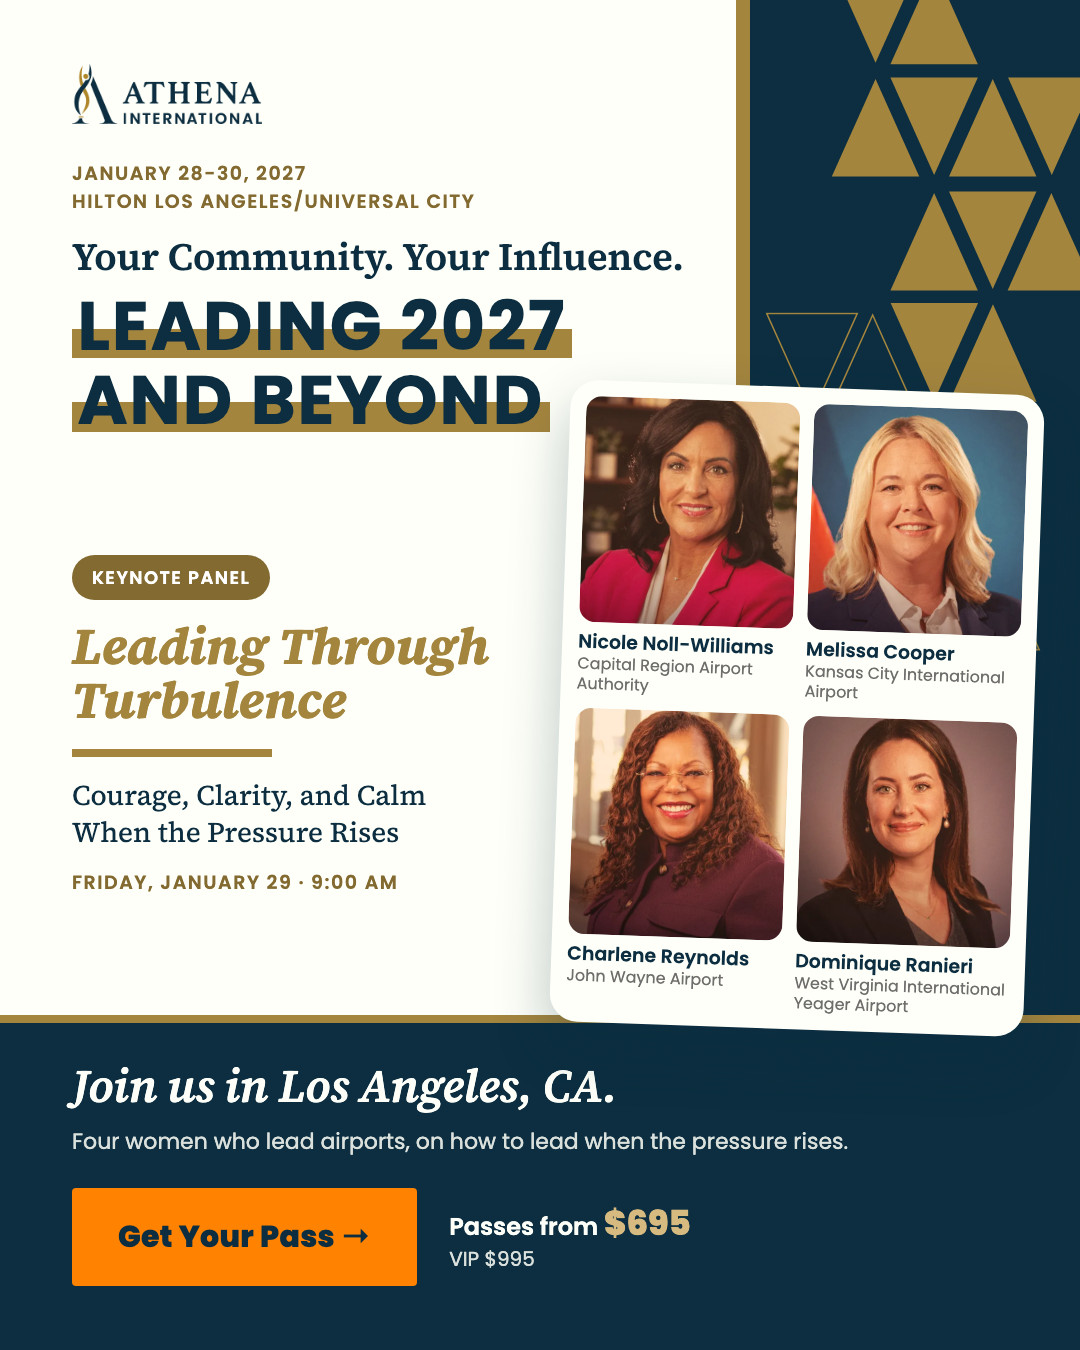 ATHENA
INTERNATIONAL
JANUARY 28-30, 2027
HILTON LOS ANGELES/UNIVERSAL CITY
Your Community. Your Influence.
LEADING 2027
AND BEYOND
KEYNOTE PANEL
Leading Through
Turbulence
Courage, Clarity, and Calm
When the Pressure Rises
FRIDAY, JANUARY 29 · 9:00 AM
Nicole Noll-Williams
Capital Region Airport
Authority
Melissa Cooper
Kansas City International
Airport
Charlene Reynolds
John Wayne Airport
Dominique Ranieri
West Virginia International
Yeager Airport
Join us in Los Angeles, CA.
Four women who lead airports, on how to lead when the pressure rises.
Get Your Pass →
Passes from $695
VIP $995